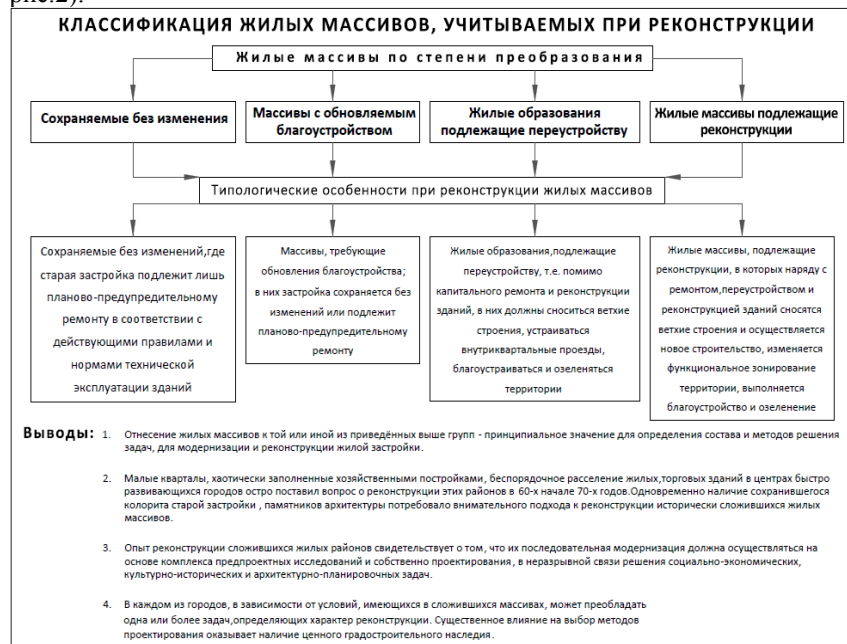 рис.2).
КЛАССИФИКАЦИЯ ЖИЛЫХ МАССИВОВ, УЧИТЫВАЕМЫХ ПРИ РЕКОНСТРУКЦИИ
Жилые массивы по степени преобразования
Сохраняемые без изменения
Массивы с обновляемым
благоустройством
Жилые образования
подлежащие переустройству
Жилые массивы подлежащие
реконструкции
Типологические особенности при реконструкции жилых массивов
Сохраняемые без изменений,где
старая застройка подлежит лишь
планово-предупредительному
ремонту в соответствии с
действующими правилами и
нормами технической
эксплуатации зданий
Массивы, требующие
обновления благоустройства;
в них застройка сохраняется без
изменений или подлежит
планово-предупредительному
ремонту
Жилые образования,подлежащие
переустройству, т.е. помимо
капитального ремонта и реконструкции
зданий, в них должны сноситься ветхие
строения, устраиваться
внутриквартальные проезды,
благоустраиваться и озеленяться
территории
Жилые массивы, подлежащие
реконструкции, в которых наряду с
ремонтом,переустройством и
реконструкцией зданий сносятся
ветхие строения и осуществляется
новое строительство, изменяется
функциональное зонирование
территории, выполняется
благоустройство и озеленение
Выводы: 1. Отнесение жилых массивов к той или иной из приведённых выше групп - принципиальное значение для определения состава и методов решения
задач, для модернизации и реконструкции жилой застройки.
2. Малые кварталы, хаотически заполненные хозяйственными постройками, беспорядочное расселение жилых,торговых зданий в центрах быстро
развивающихся городов остро поставил вопрос о реконструкции этих районов в 60-х начале 70-х годов.Одновременно наличие сохранившегося
колорита старой застройки , памятников архитектуры потребовало внимательного подхода к реконструкции исторически сложившихся жилых
массивов.
3. Опыт реконструкции сложившихся жилых районов свидетельствует о том, что их последовательная модернизация должна осуществляться на
основе комплекса предпроектных исследований и собственно проектирования , в неразрывной связи решения социально-экономических,
культурно-исторических и архитектурно-планировочных задач.
4. В каждом из городов, в зависимости от условий, имеющихся в сложившихся массивах, может преобладать
одна или более задач,определяющих характер реконструкции. Существенное влияние на выбор методов
проектирования оказывает наличие ценного градостроительного наследия.